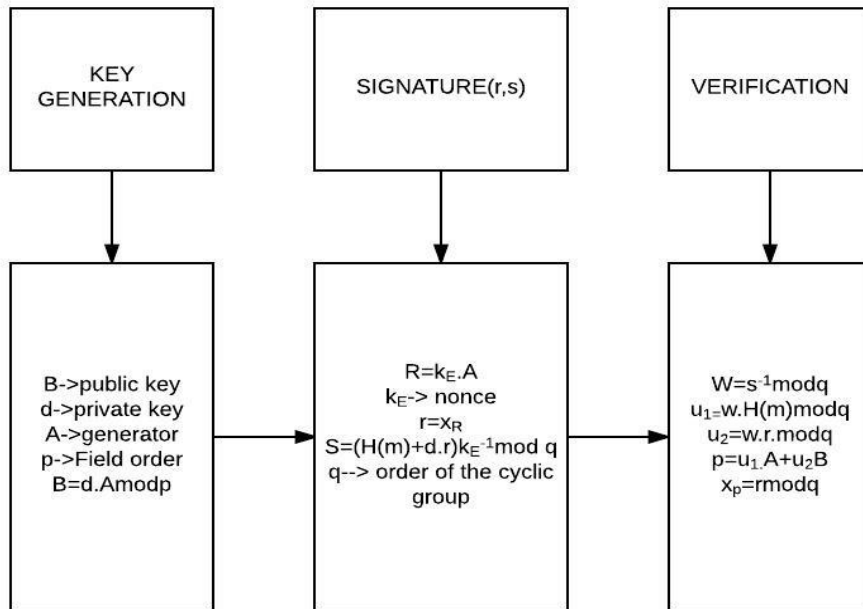 KEY
GENERATION
SIGNATURE(r,s)
VERIFICATION
B->public key
d->private key
A->generator
p->Field order
B=d.Amodp
R=kE.A
kE-> nonce
r=xR
S=(H(m)+d.r)kE-1mod q
q--> order of the cyclic
group
W=s-1modq
u1=w.H(m)modq
u2=w.r.modq
p=u1.A+u2B
xp=rmodq